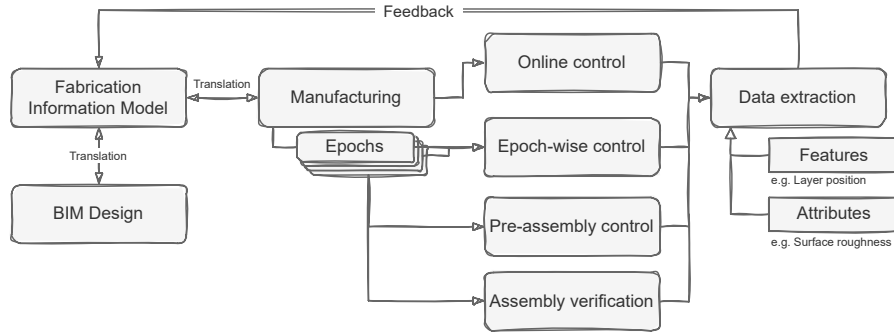 Feedback
Fabrication
Information Model
Translation
Manufacturing
Online control
Data extraction
Epochs
Epoch-wise control
Features
e.g. Layer position
Translation
BIM Design
Pre-assembly control
Attributes
e.g. Surface roughness
Assembly verification